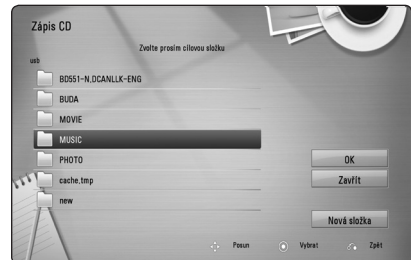 Zápis CD
Zvolte prosím cílovou složku
usb
BD551-N,DCANLLK-ENG
BUDA
MOVIE
MUSIC
PHOTO
cache.tmp
new
OK
Zavřít
Nová složka
Posun Vybrat Zpět